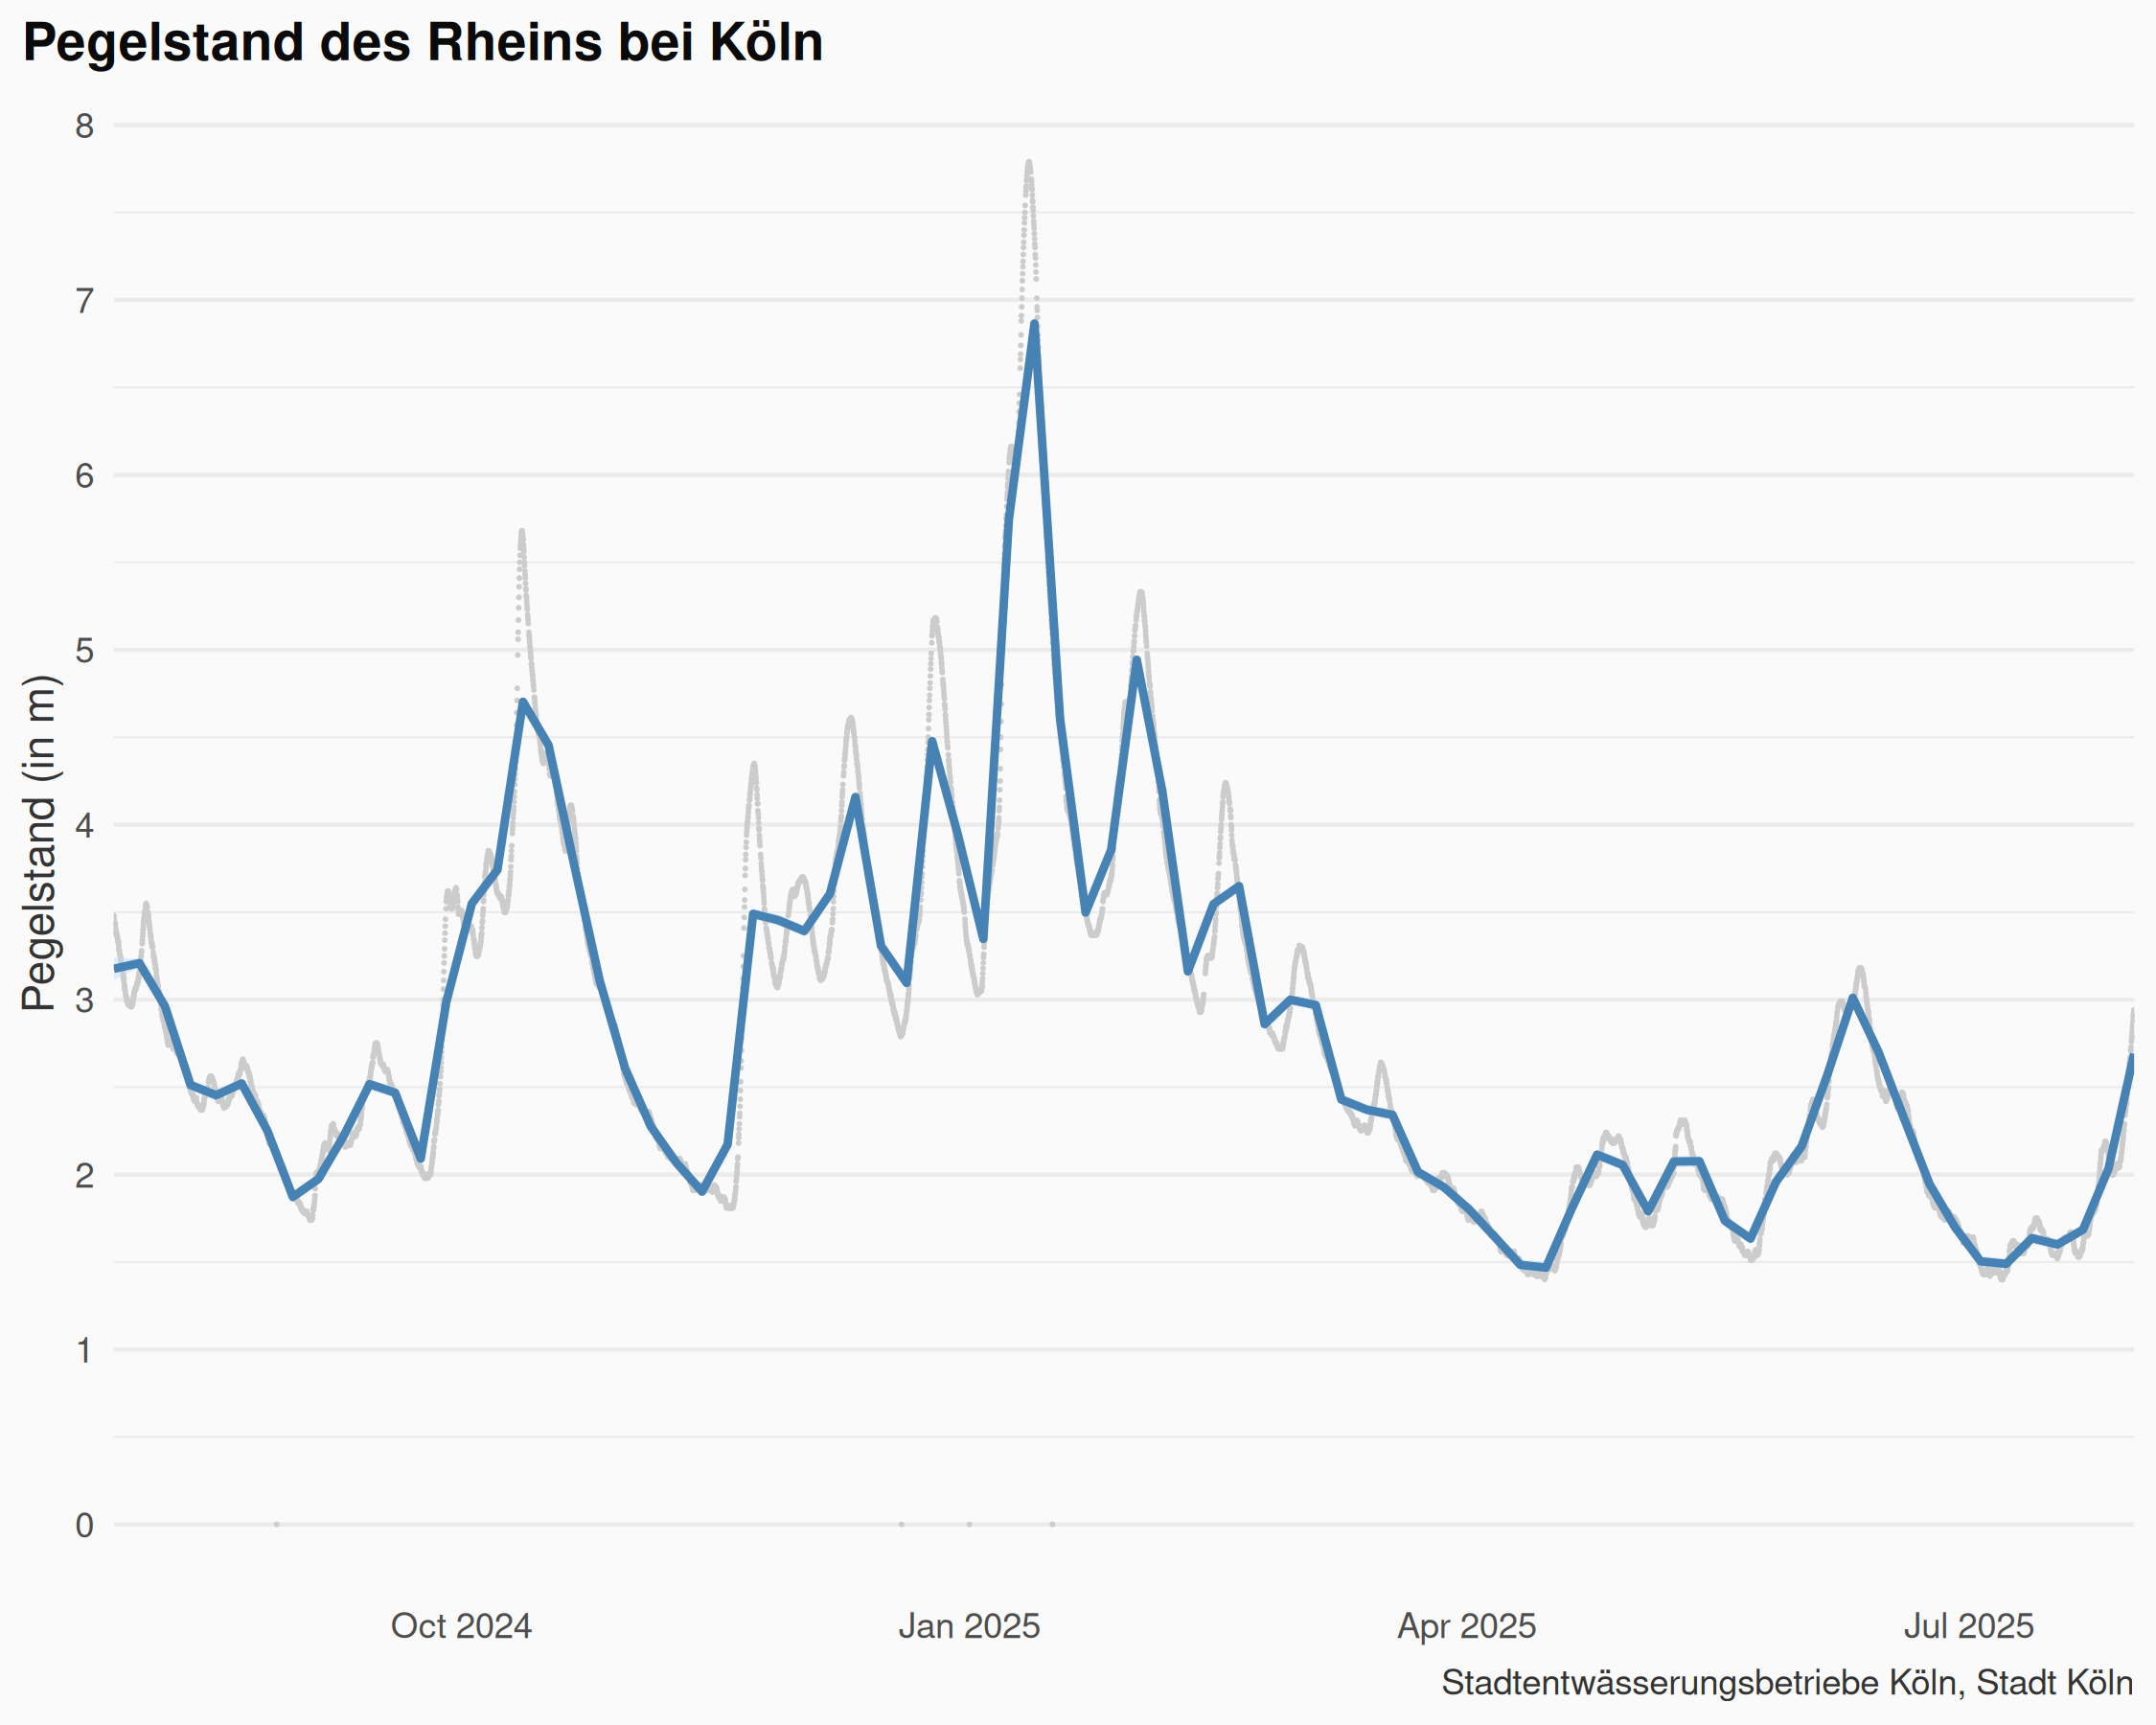 Pegelstand des Rheins bei Köln
Pegelstand (in m)
8
7
6
5
4
3
2
1
0
Oct 2024 Jan 2025 Apr 2025 Jul 2025
Stadtentwässerungsbetriebe Köln, Stadt Köln